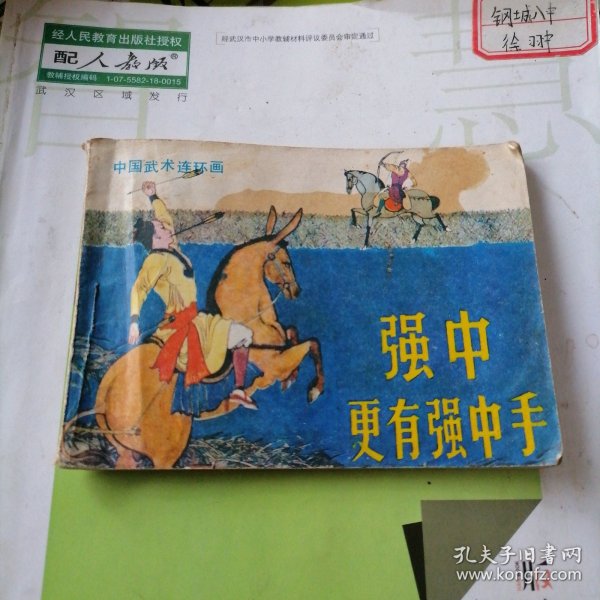 经人民教育出版社授权
配人教版®
教辅授权编码 1-07-5582-18-0015
武汉区域发行
经武汉市中小学教辅材料评议委员会审定通过
钢城八中
徐习羽
智慧
中国武术连环画
强中
更有强中手
孔夫子旧书网